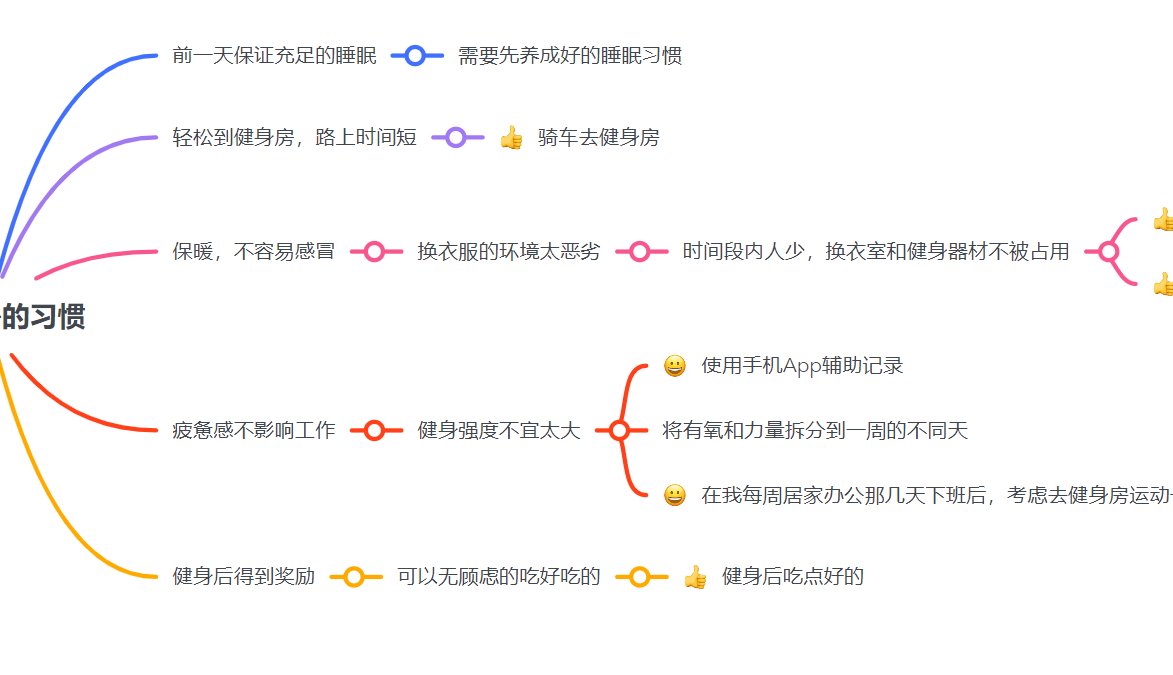 前一天保证充足的睡眠
需要先养成好的睡眠习惯
轻松到健身房，路上时间短
骑车去健身房
保暖，不容易感冒
换衣服的环境太恶劣
时间段内人少，换衣室和健身器材不被占用
的习惯
疲惫感不影响工作
健身强度不宜太大
使用手机App辅助记录
将有氧和力量拆分到一周的不同天
在我每周居家办公那几天下班后，考虑去健身房运动
健身后得到奖励
可以无顾虑的吃好吃的
健身后吃点好的